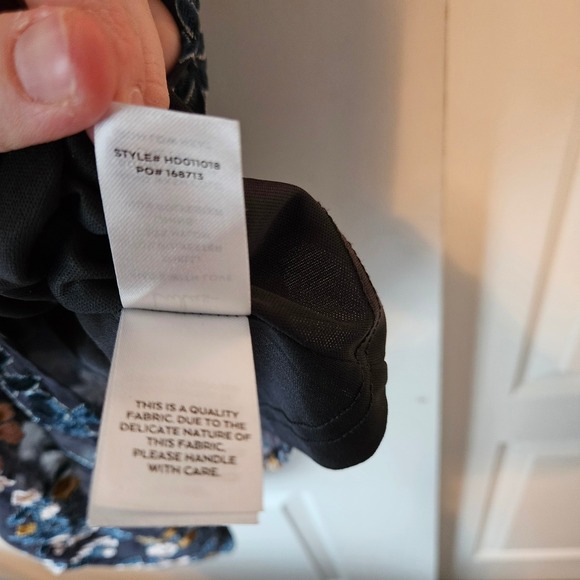 STYLE# HD011018
PO# 168713
THIS IS A QUALITY
FABRIC. DUE TO THE
DELICATE NATURE OF
THIS FABRIC,
PLEASE HANDLE
WITH CARE.